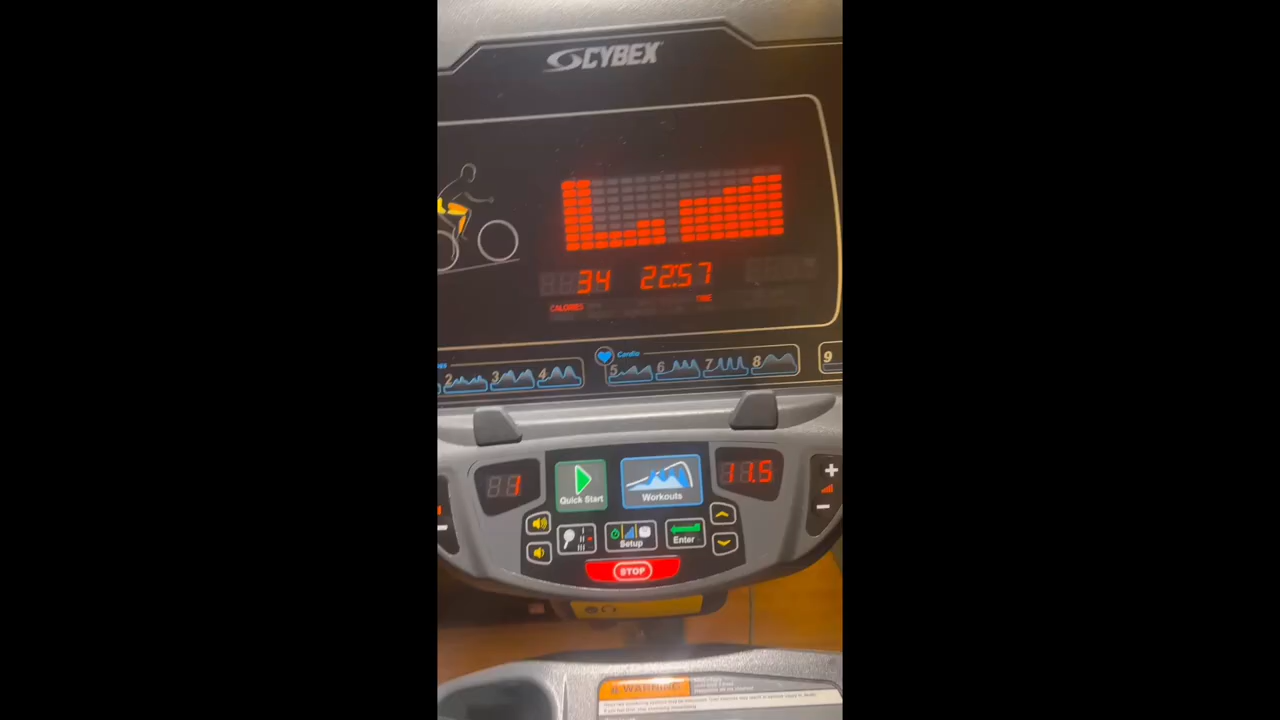 CYBEX
34 22:57
CALORIES TIME
Cardio
2 3 4 5 6 7 8 9
1 Quick Start Workouts 11.5
Setup Enter
STOP
WARNING